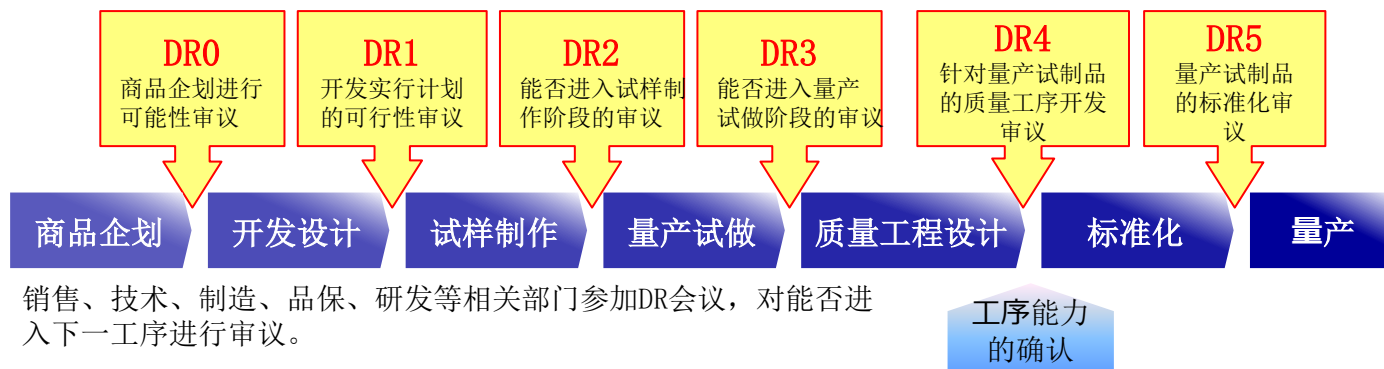 DR0
商品企划进行
可能性审议
DR1
开发实行计划
的可行性审议
DR2
能否进入试样制
作阶段的审议
DR3
能否进入量产
试做阶段的审议
DR4
针对量产试制品
的质量工序开发
审议
DR5
量产试制品
的标准化审
议
商品企划
开发设计
试样制作
量产试做
质量工程设计
标准化
量产
销售、技术、制造、品保、研发等相关部门参加DR会议，对能否进
入下一工序进行审议。
工序能力
的确认